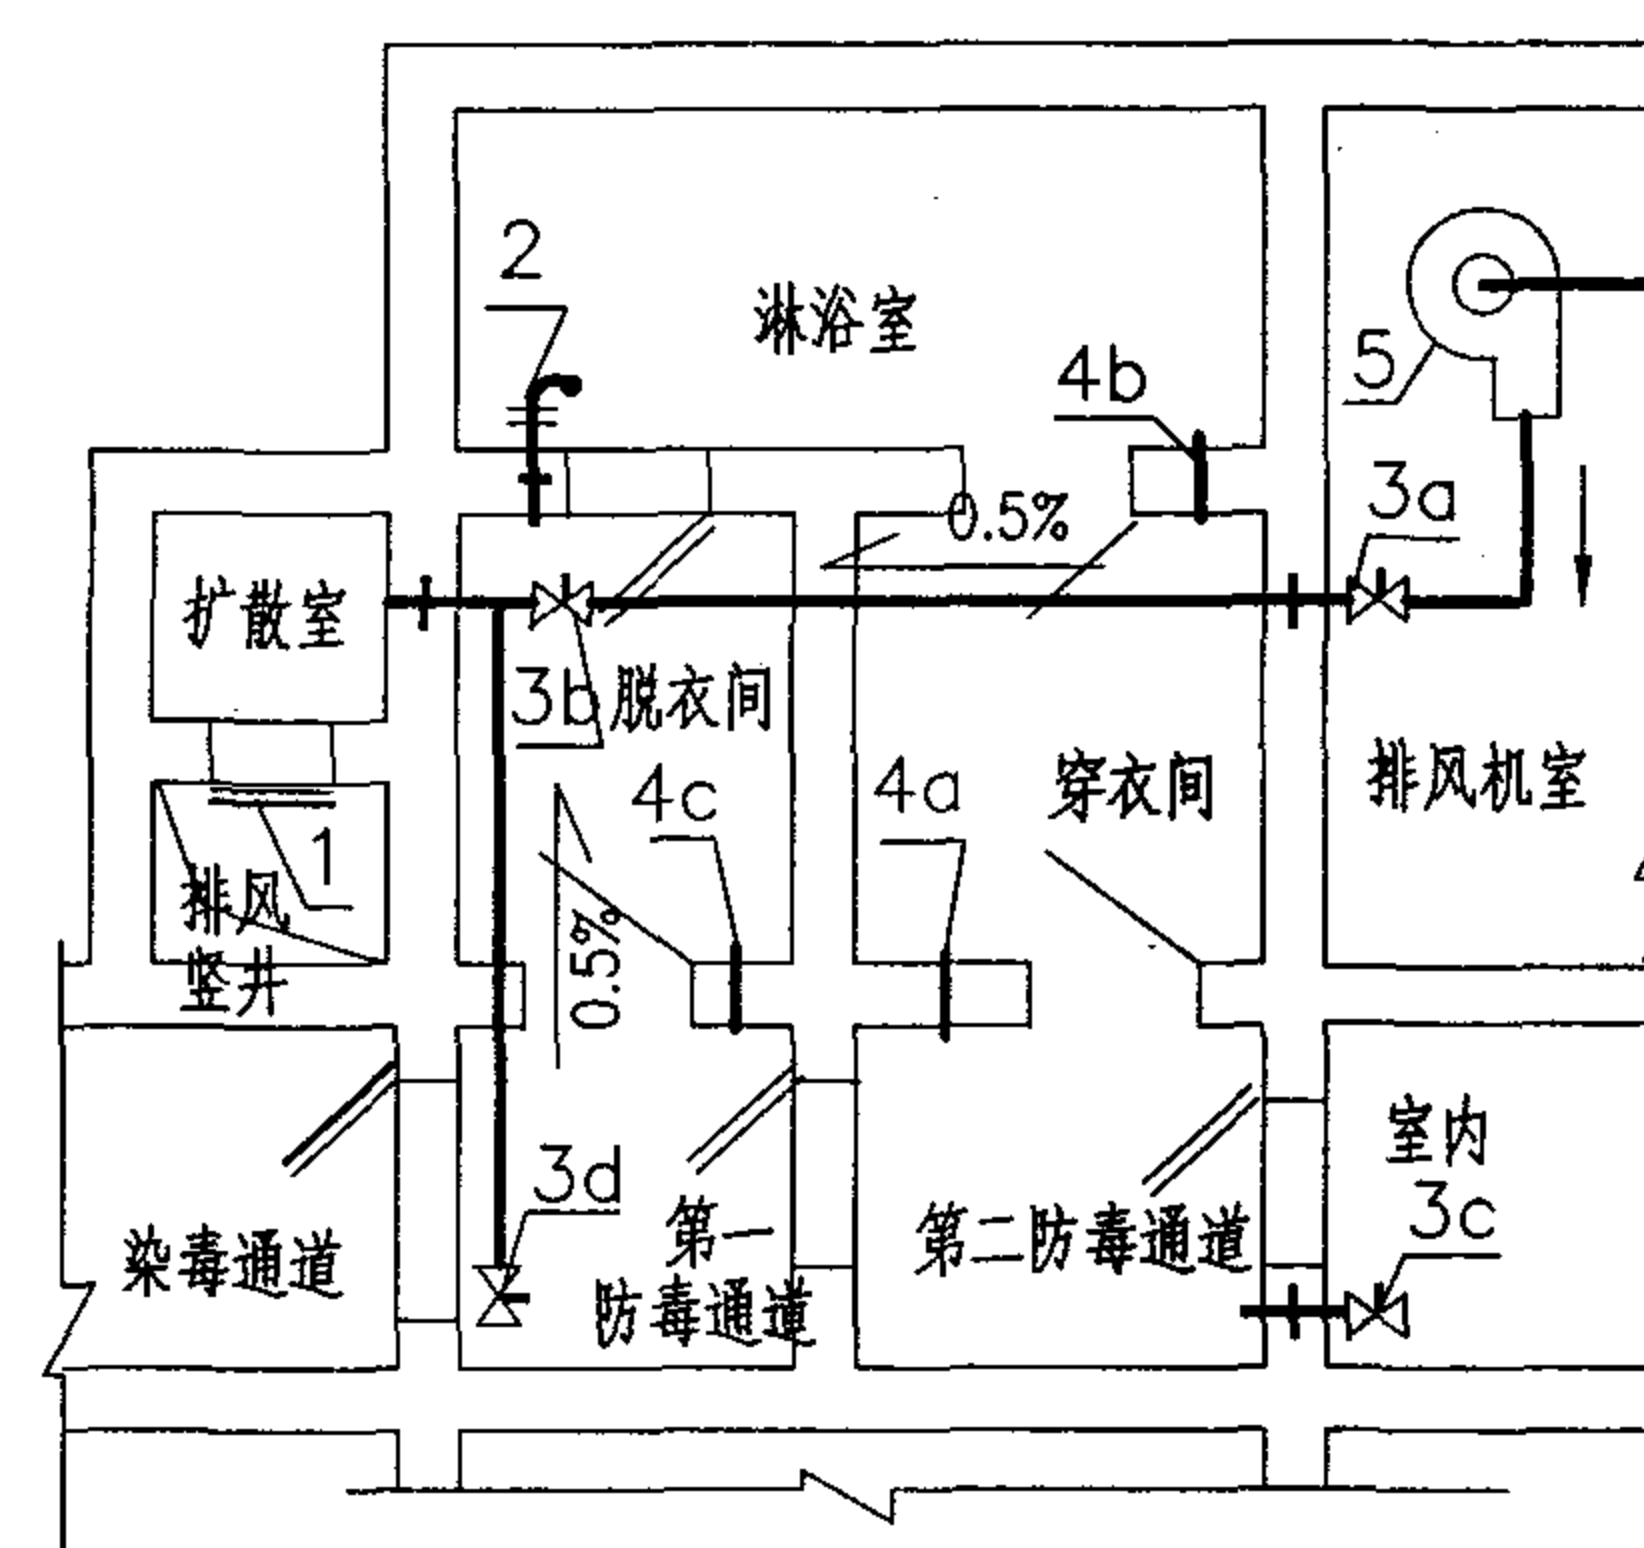 2
淋浴室
4b
5
3a
0.5%
扩散室
3b
脱衣间
4c
4a
穿衣间
排风机室
1
排风
竖井
0.5%
3d
室内
3c
染毒通道
第一
防毒通道
第二防毒通道